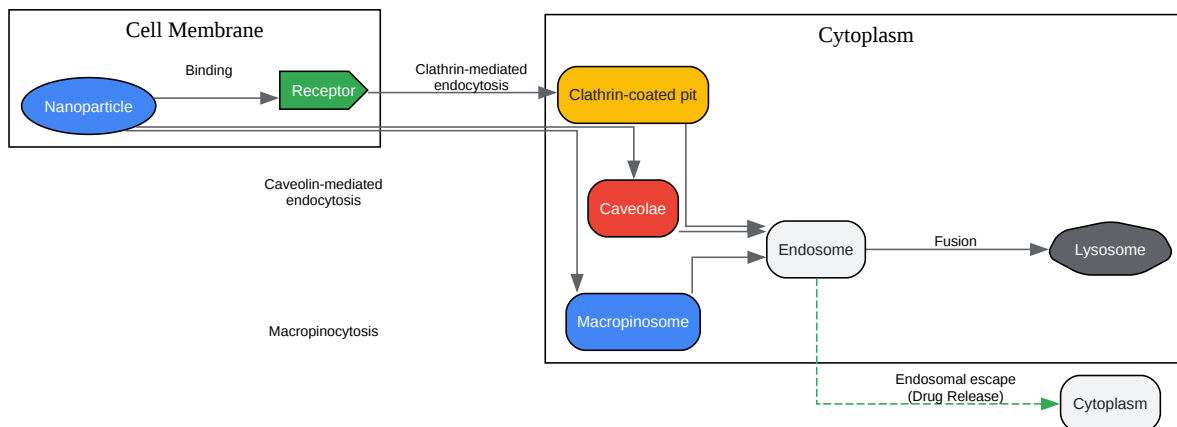 Cell Membrane
Cytoplasm
Binding
Clathrin-mediated
endocytosis
Nanoparticle
Receptor
Clathrin-coated pit
Caveolin-mediated
endocytosis
Caveolae
Endosome
Fusion
Lysosome
Macropinosome
Macropinocytosis
Endosomal escape
(Drug Release)
Cytoplasm